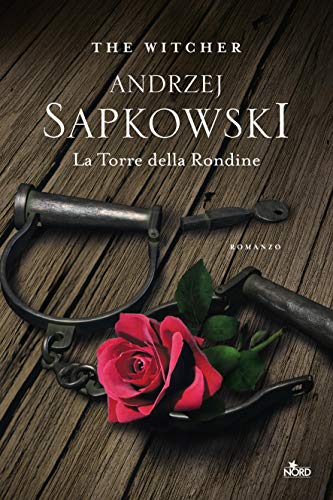 THE WITCHER
ANDRZEJ
SAPKOWSKI
La Torre della Rondine
ROMANZO
NORD